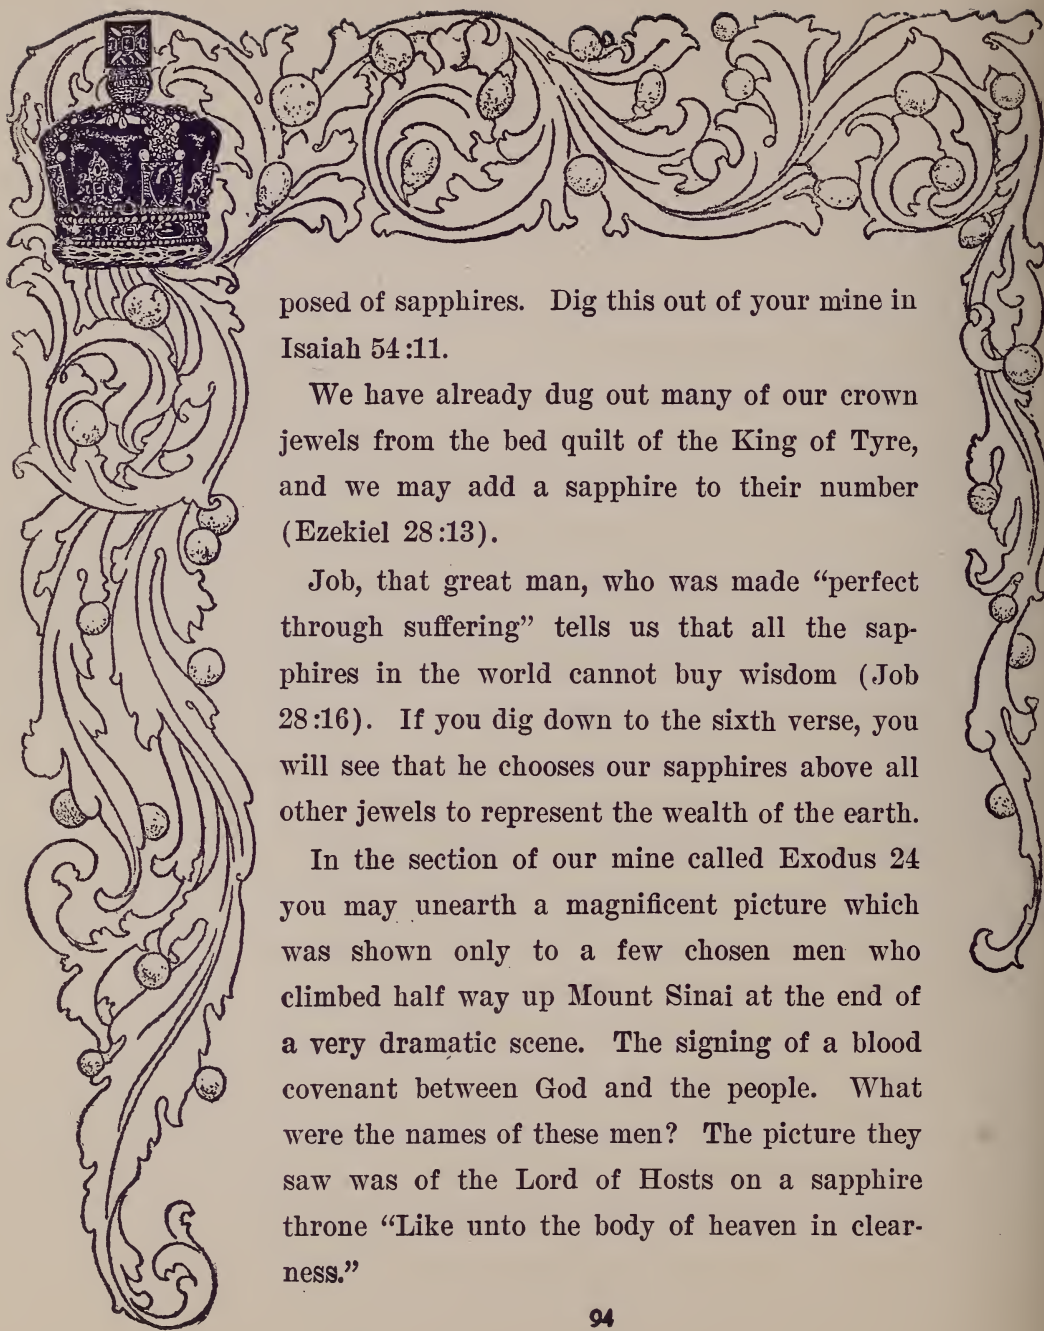 posed of sapphires. Dig this out of your mine in
Isaiah 54:11.
We have already dug out many of our crown
jewels from the bed quilt of the King of Tyre,
and we may add a sapphire to their number
(Ezekiel 28:13).
Job, that great man, who was made “perfect
through suffering” tells us that all the sap-
phires in the world cannot buy wisdom (Job
28:16). If you dig down to the sixth verse, you
will see that he chooses our sapphires above all
other jewels to represent the wealth of the earth.
In the section of our mine called Exodus 24
you may unearth a magnificent picture which
was shown only to a few chosen men who
climbed half way up Mount Sinai at the end of
a very dramatic scene. The signing of a blood
covenant between God and the people. What
were the names of these men? The picture they
saw was of the Lord of Hosts on a sapphire
throne “Like unto the body of heaven in clear-
ness.”
94